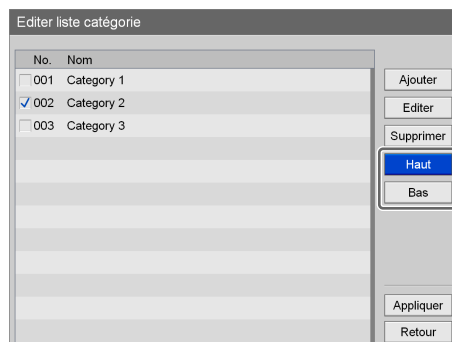 Editer liste catégorie
No. Nom
001 Category 1
002 Category 2
003 Category 3
Ajouter
Editer
Supprimer
Haut
Bas
Appliquer
Retour